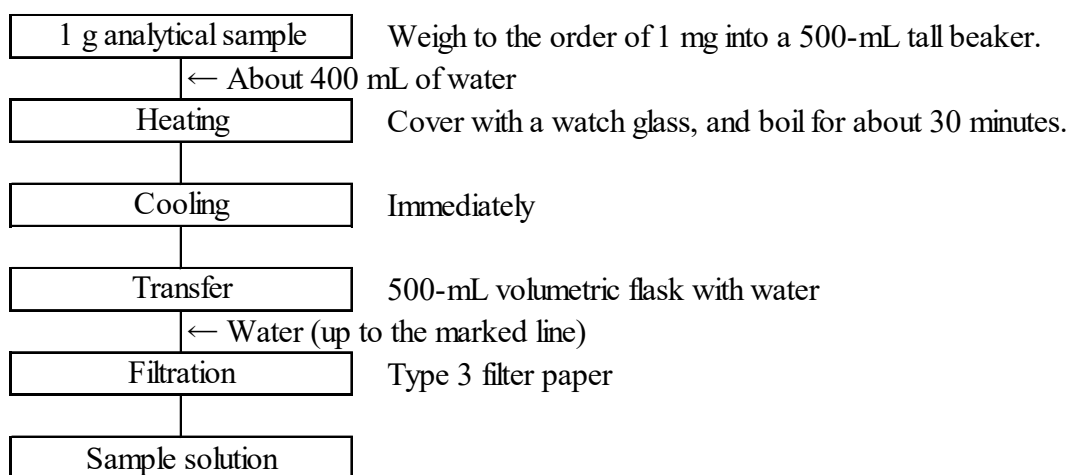 1 g analytical sample Weigh to the order of 1 mg into a 500-mL tall beaker.
← About 400 mL of water
Heating Cover with a watch glass, and boil for about 30 minutes.
Cooling Immediately
Transfer 500-mL volumetric flask with water
← Water (up to the marked line)
Filtration Type 3 filter paper
Sample solution